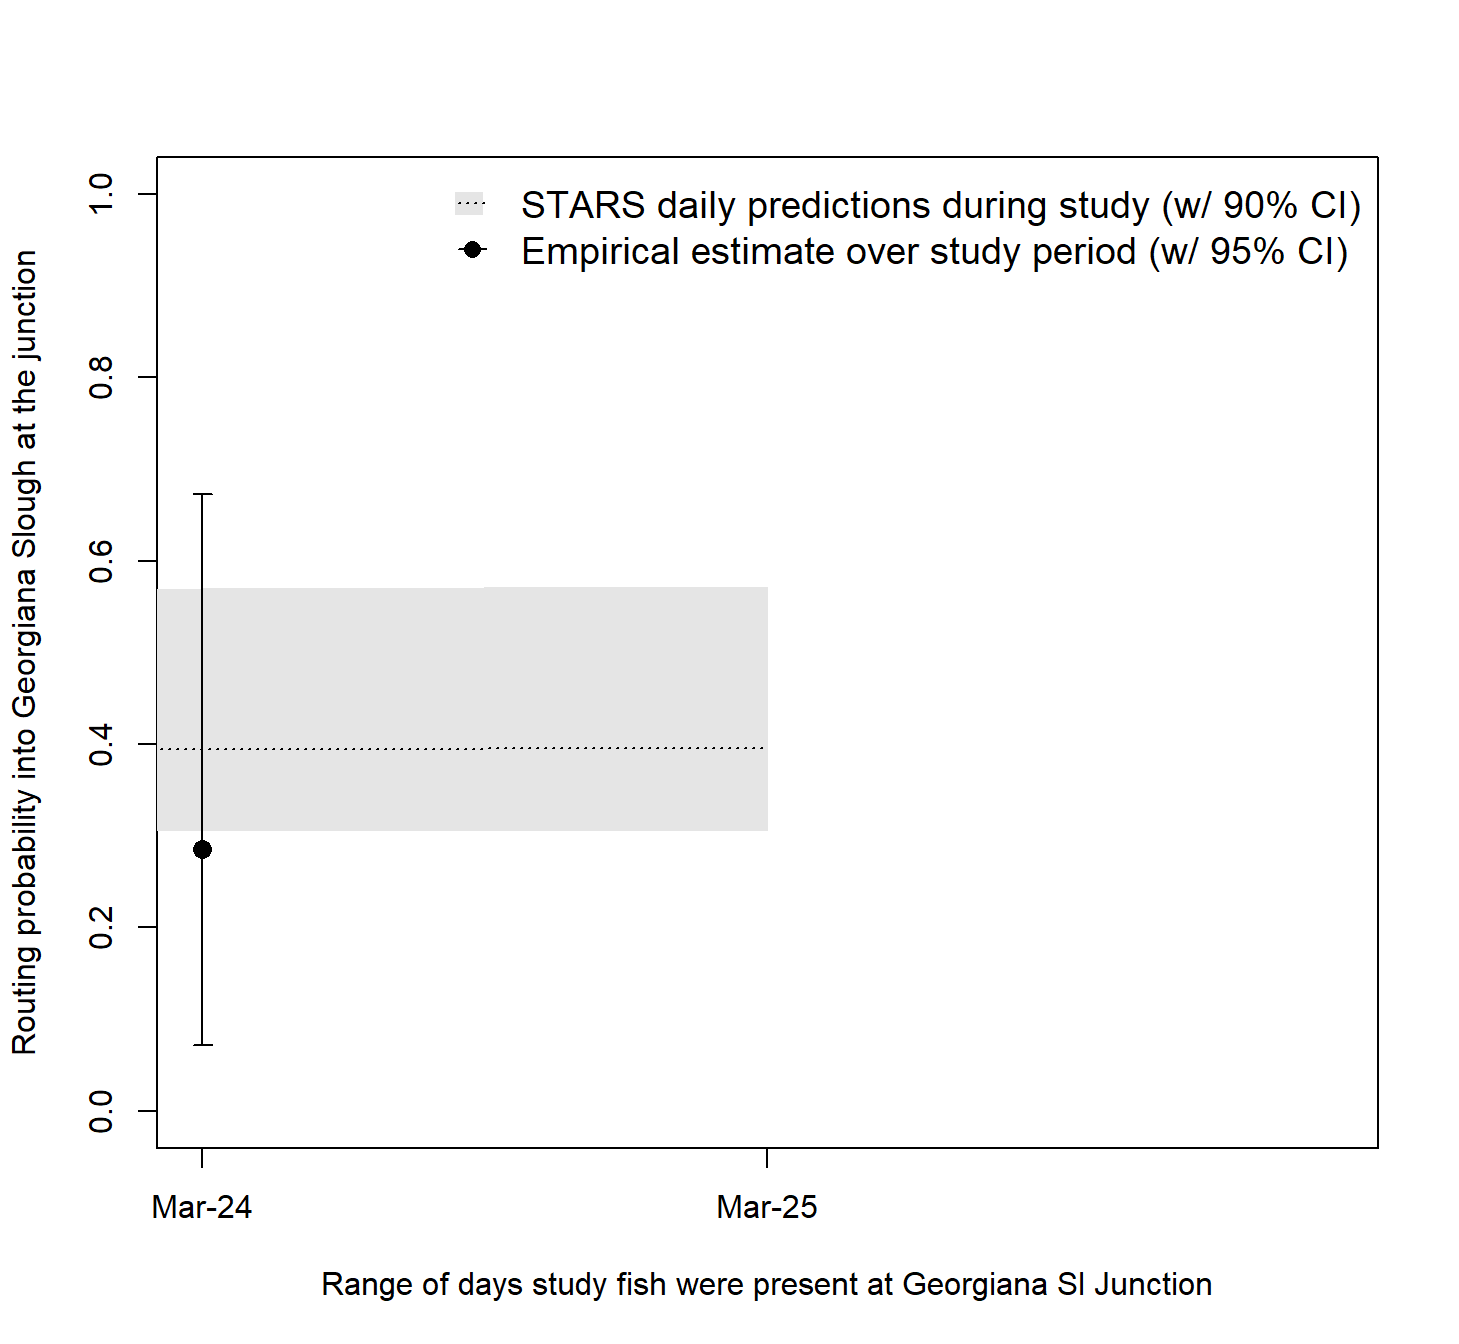 STARS daily predictions during study (w/ 90% CI)
Empirical estimate over study period (w/ 95% CI)
Routing probability into Georgiana Slough at the junction
1.0
0.8
0.6
0.4
0.2
0.0
Mar-24
Mar-25
Range of days study fish were present at Georgiana Sl Junction